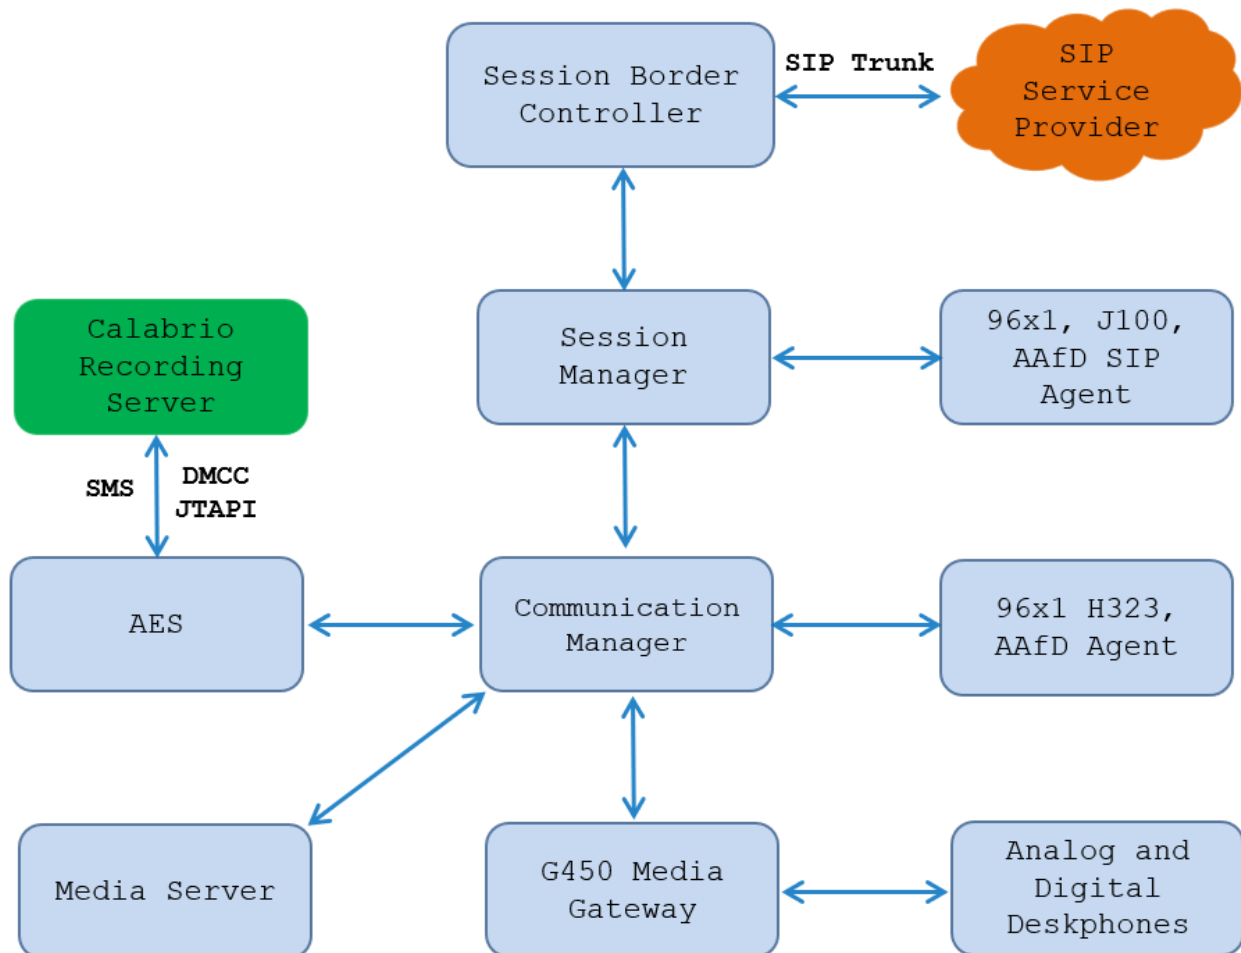 Session Border
Controller
SIP Trunk
SIP
Service
Provider
Calabrio
Recording
Server
Session
Manager
96x1, J100,
AAfD SIP
Agent
SMS
DMCC
JTAPI
AES
Communication
Manager
96x1 H323,
AAfD Agent
Media Server
G450 Media
Gateway
Analog and
Digital
Deskphones